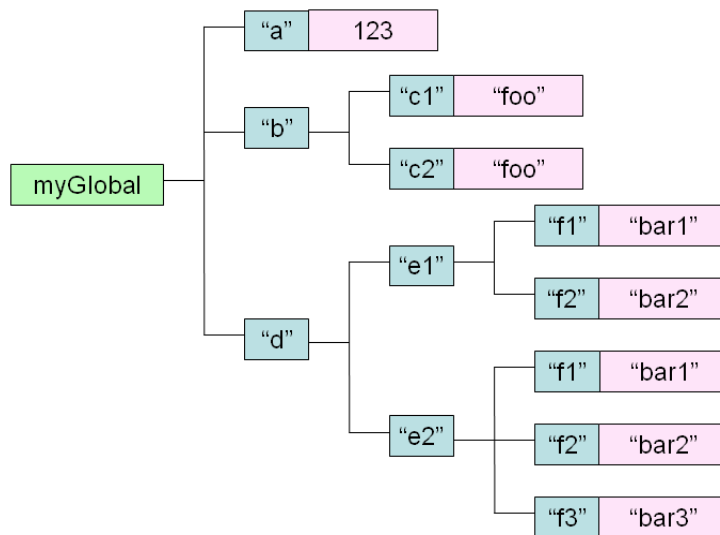 “a” 123
“c1” “foo”
“b”
“c2” “foo”
myGlobal
“f1” “bar1”
“e1”
“f2” “bar2”
“d”
“f1” “bar1”
“e2” “f2” “bar2”
“f3” “bar3”